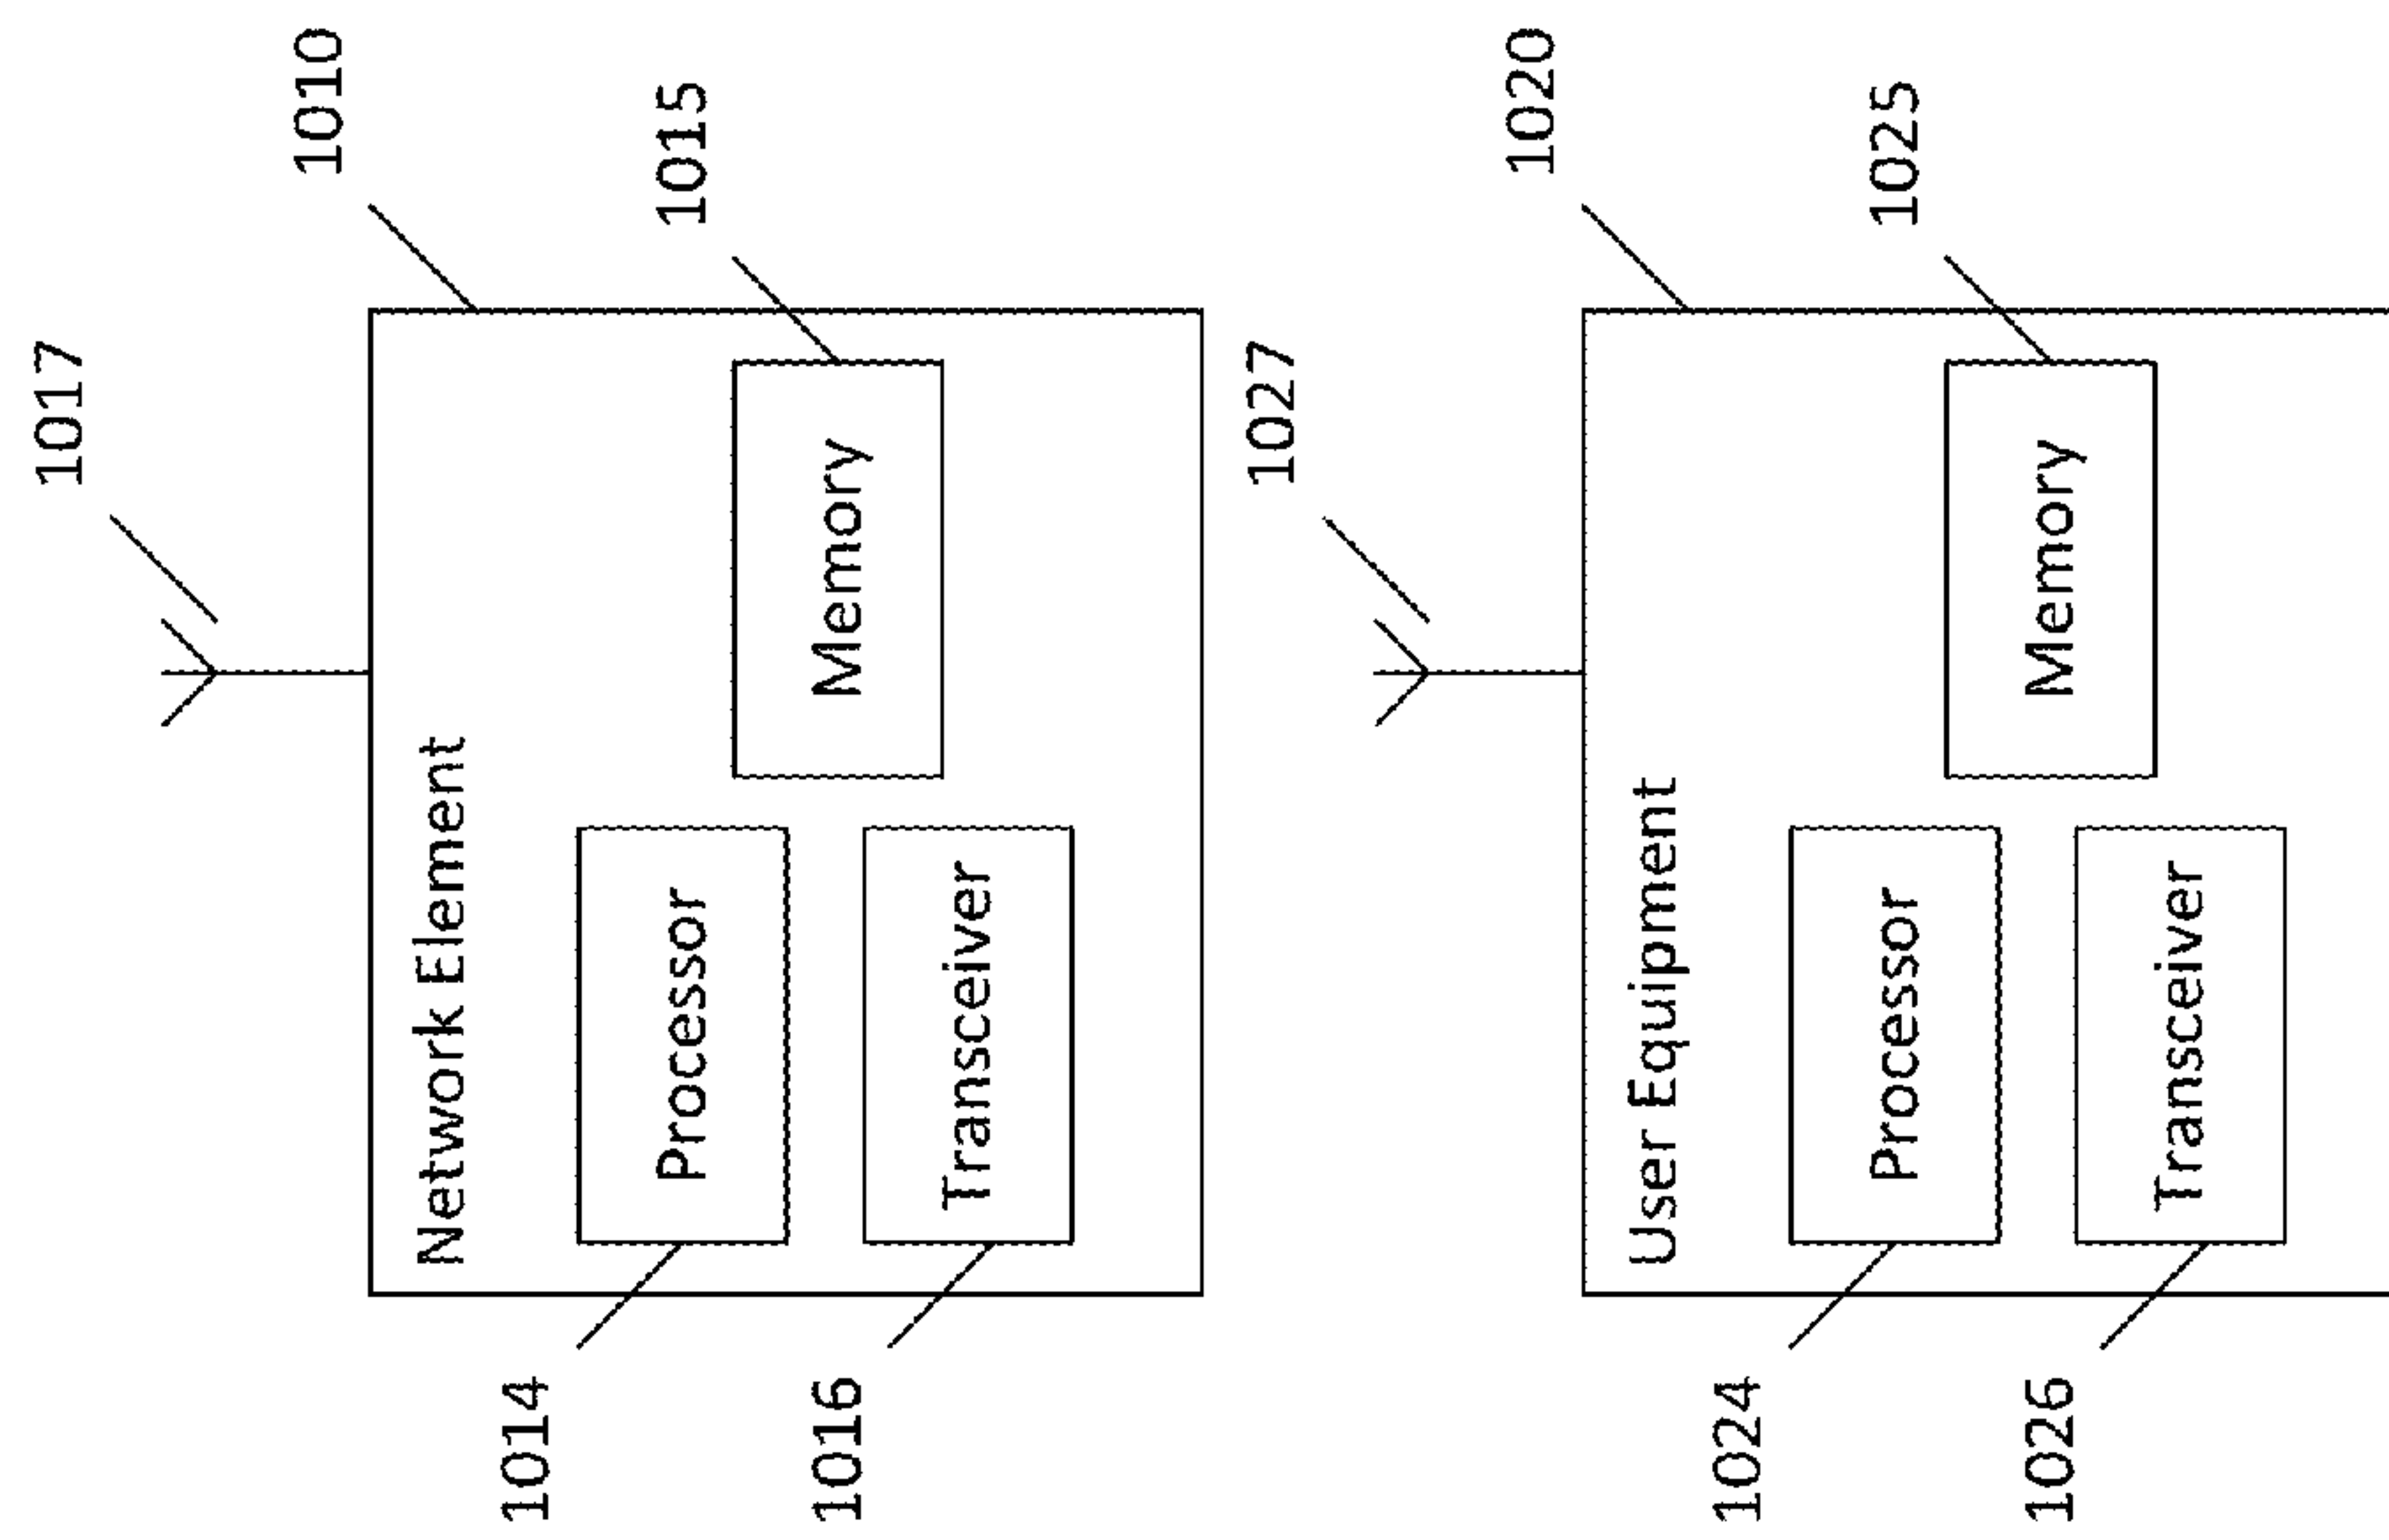 1017
1010
Network Element
1014
Processor
1015
Memory
1016
Transceiver
1027
1020
User Equipment
1024
Processor
1025
Memory
1026
Transceiver